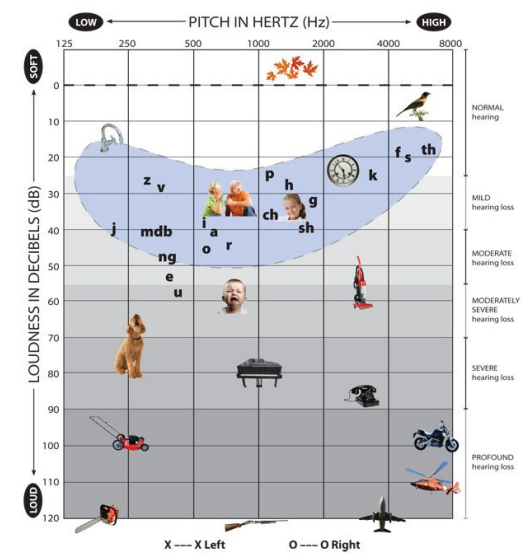 LOW PITCH IN HERTZ (Hz) HIGH
125 250 500 1000 2000 4000 8000
SOFT
LOUDNESS IN DECIBELS (dB)
LOUD
0
10
20
30
40
50
60
70
80
90
100
110
120
z
v
j
mdb
ng
e
u
i
a
o
r
p
h
g
ch
sh
k
f
s
th
NORMAL
hearing
MILD
hearing loss
MODERATE
hearing loss
MODERATELY
SEVERE
hearing loss
SEVERE
hearing loss
PROFOUND
hearing loss
X --- X Left O --- O Right